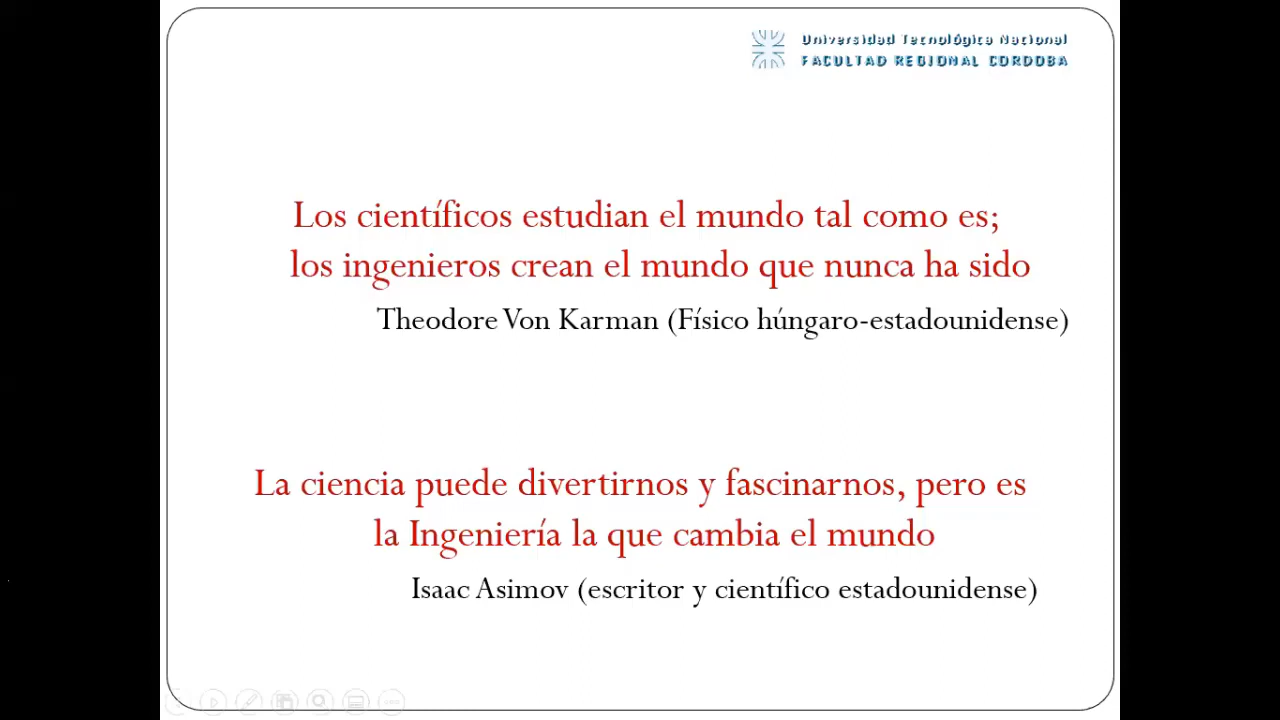 Universidad Tecnológica Nacional
FACULTAD REGIONAL CORDOBA
Los científicos estudian el mundo tal como es;
los ingenieros crean el mundo que nunca ha sido
Theodore Von Karman (Físico húngaro-estadounidense)
La ciencia puede divertirnos y fascinarnos, pero es
la Ingeniería la que cambia el mundo
Isaac Asimov (escritor y científico estadounidense)